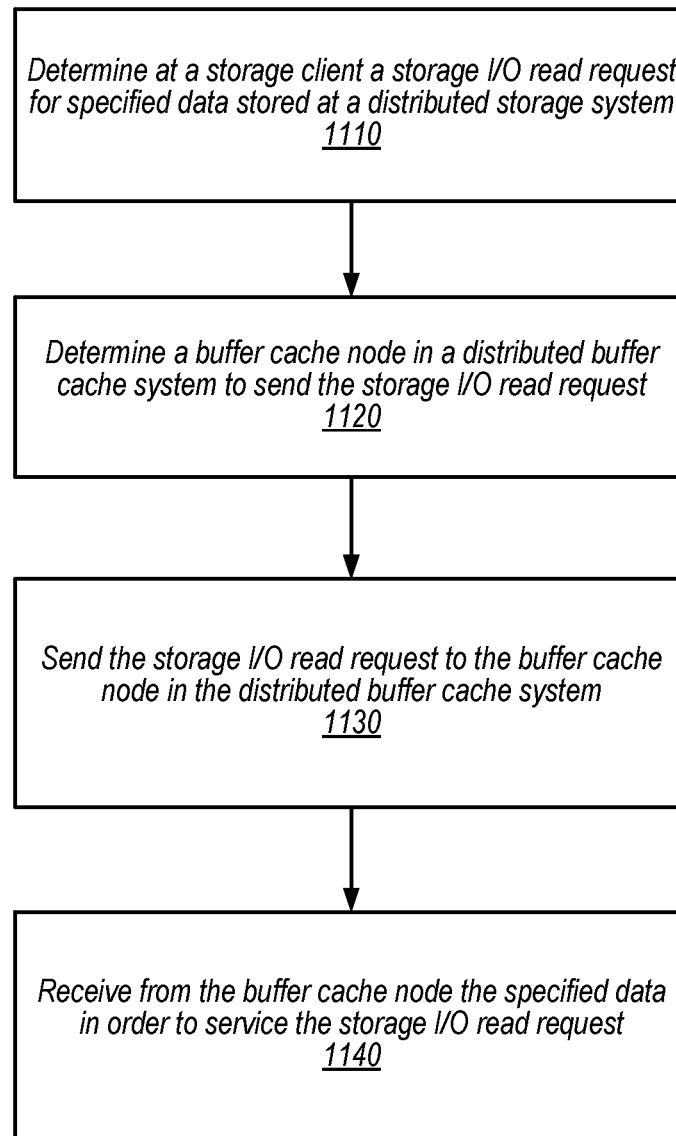 Determine at a storage client a storage I/O read request
for specified data stored at a distributed storage system
1110
Determine a buffer cache node in a distributed buffer
cache system to send the storage I/O read request
1120
Send the storage I/O read request to the buffer cache
node in the distributed buffer cache system
1130
Receive from the buffer cache node the specified data
in order to service the storage I/O read request
1140